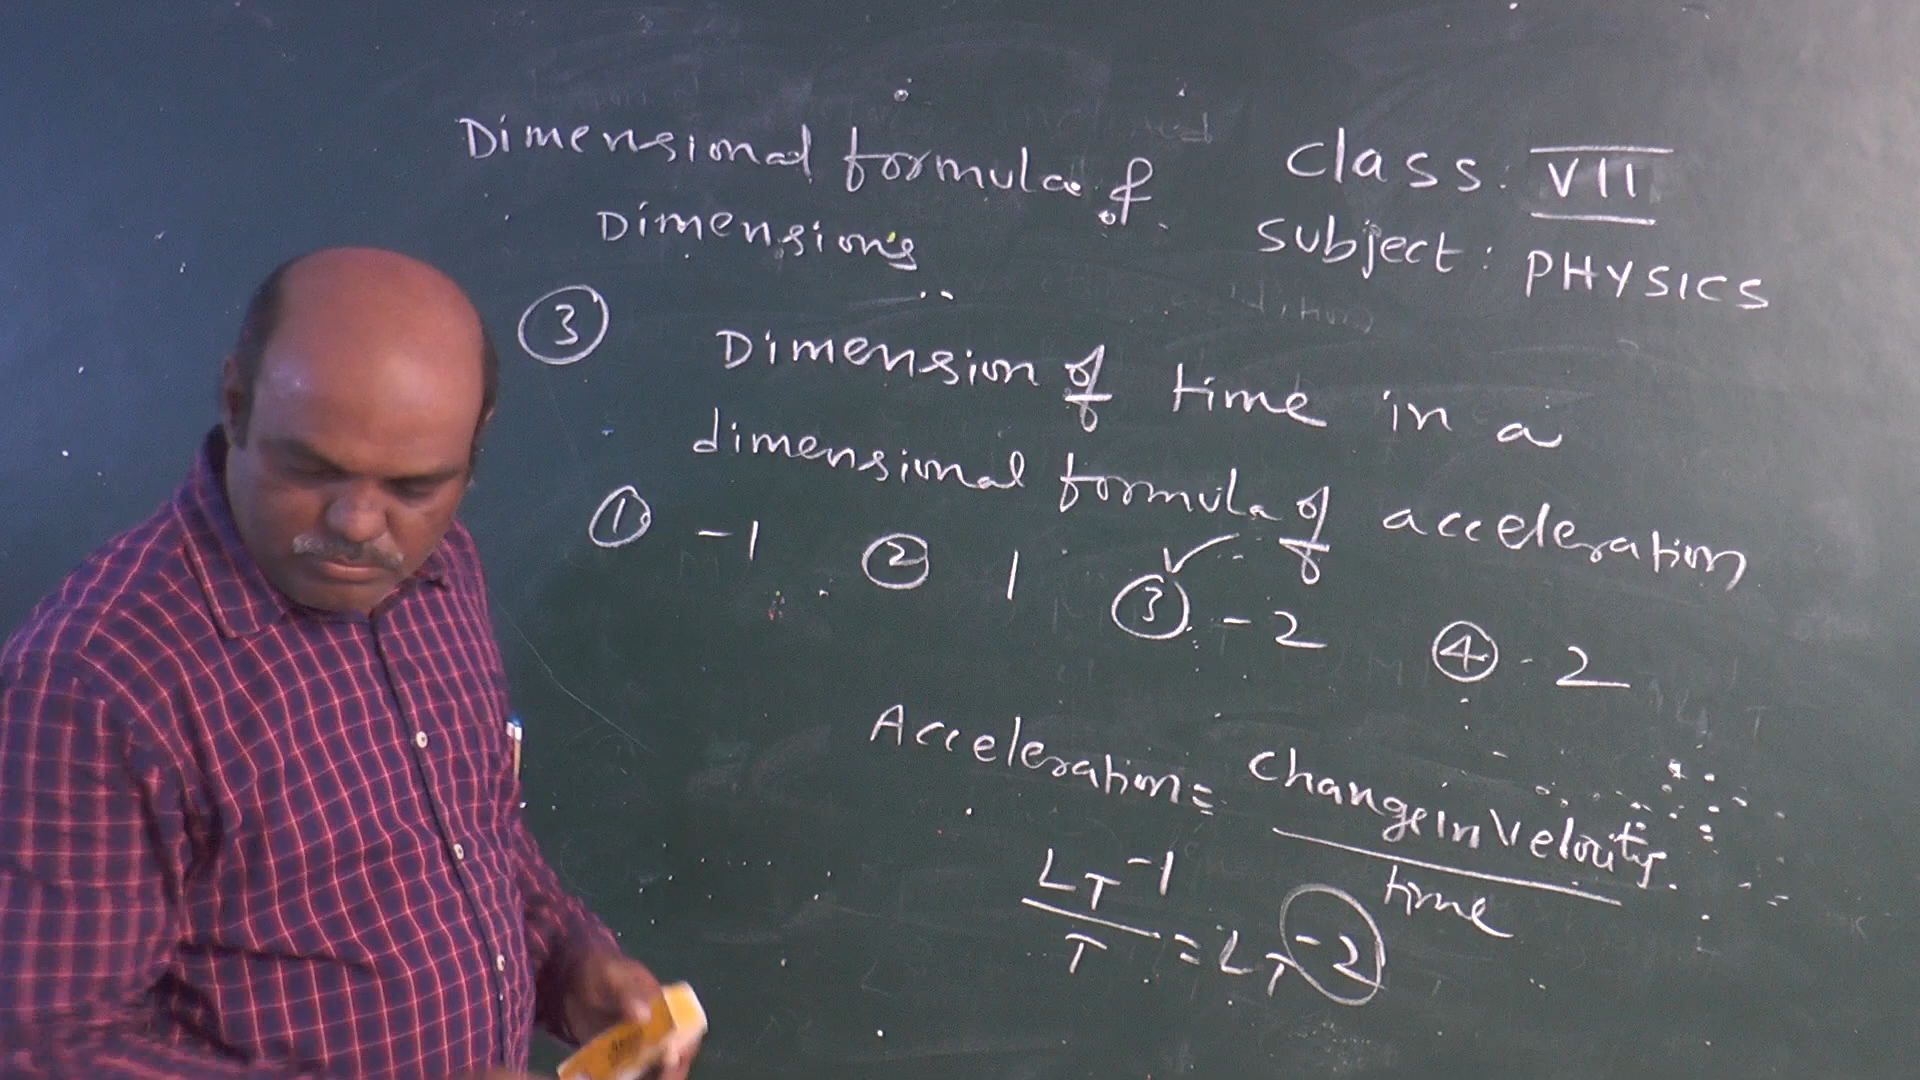 Dimensional formula of
Dimensions
Class: VII
Subject: PHYSICS
③ Dimension of time in a
dimensional formula of acceleration
① -1 ② 1 ③ -2 ④ 2
Acceleration = Change in Velocity
time
LT⁻¹
T = LT⁻²